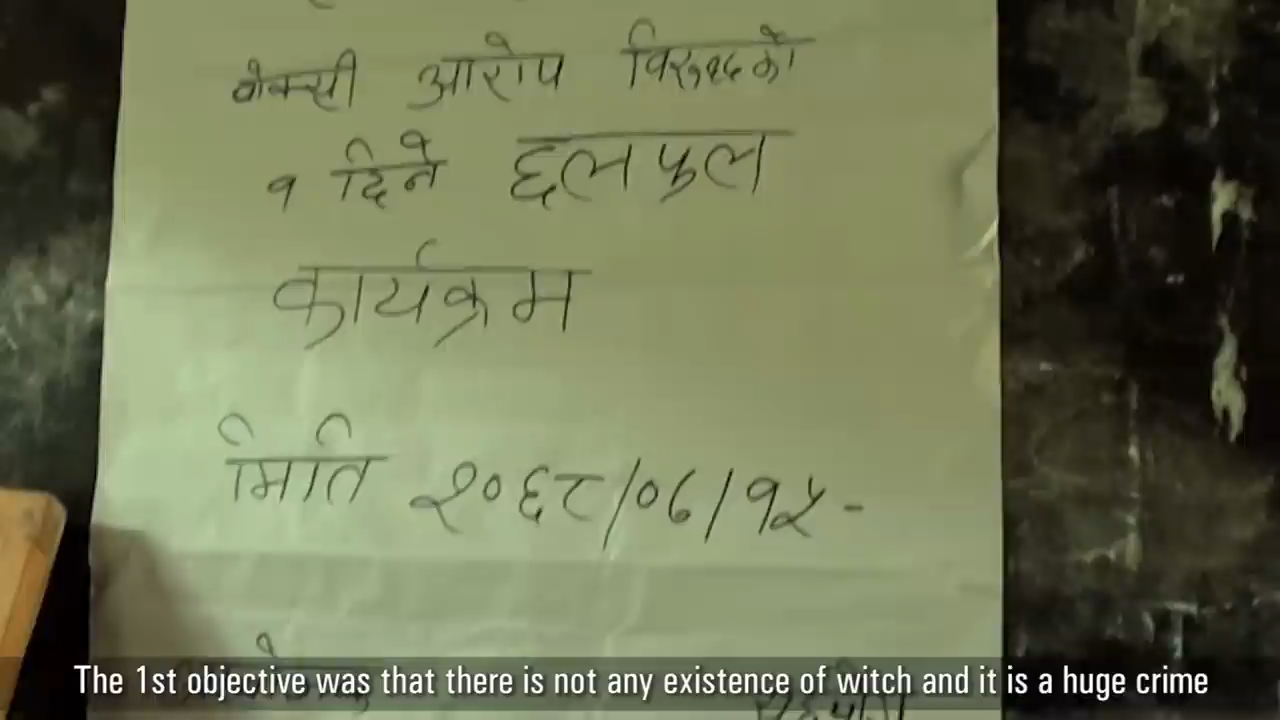 बोक्सी आरोप विरुद्धको
१ दिने छलफल
कार्यक्रम
मिति २०६८/०६/१५-
The 1st objective was that there is not any existence of witch and it is a huge crime